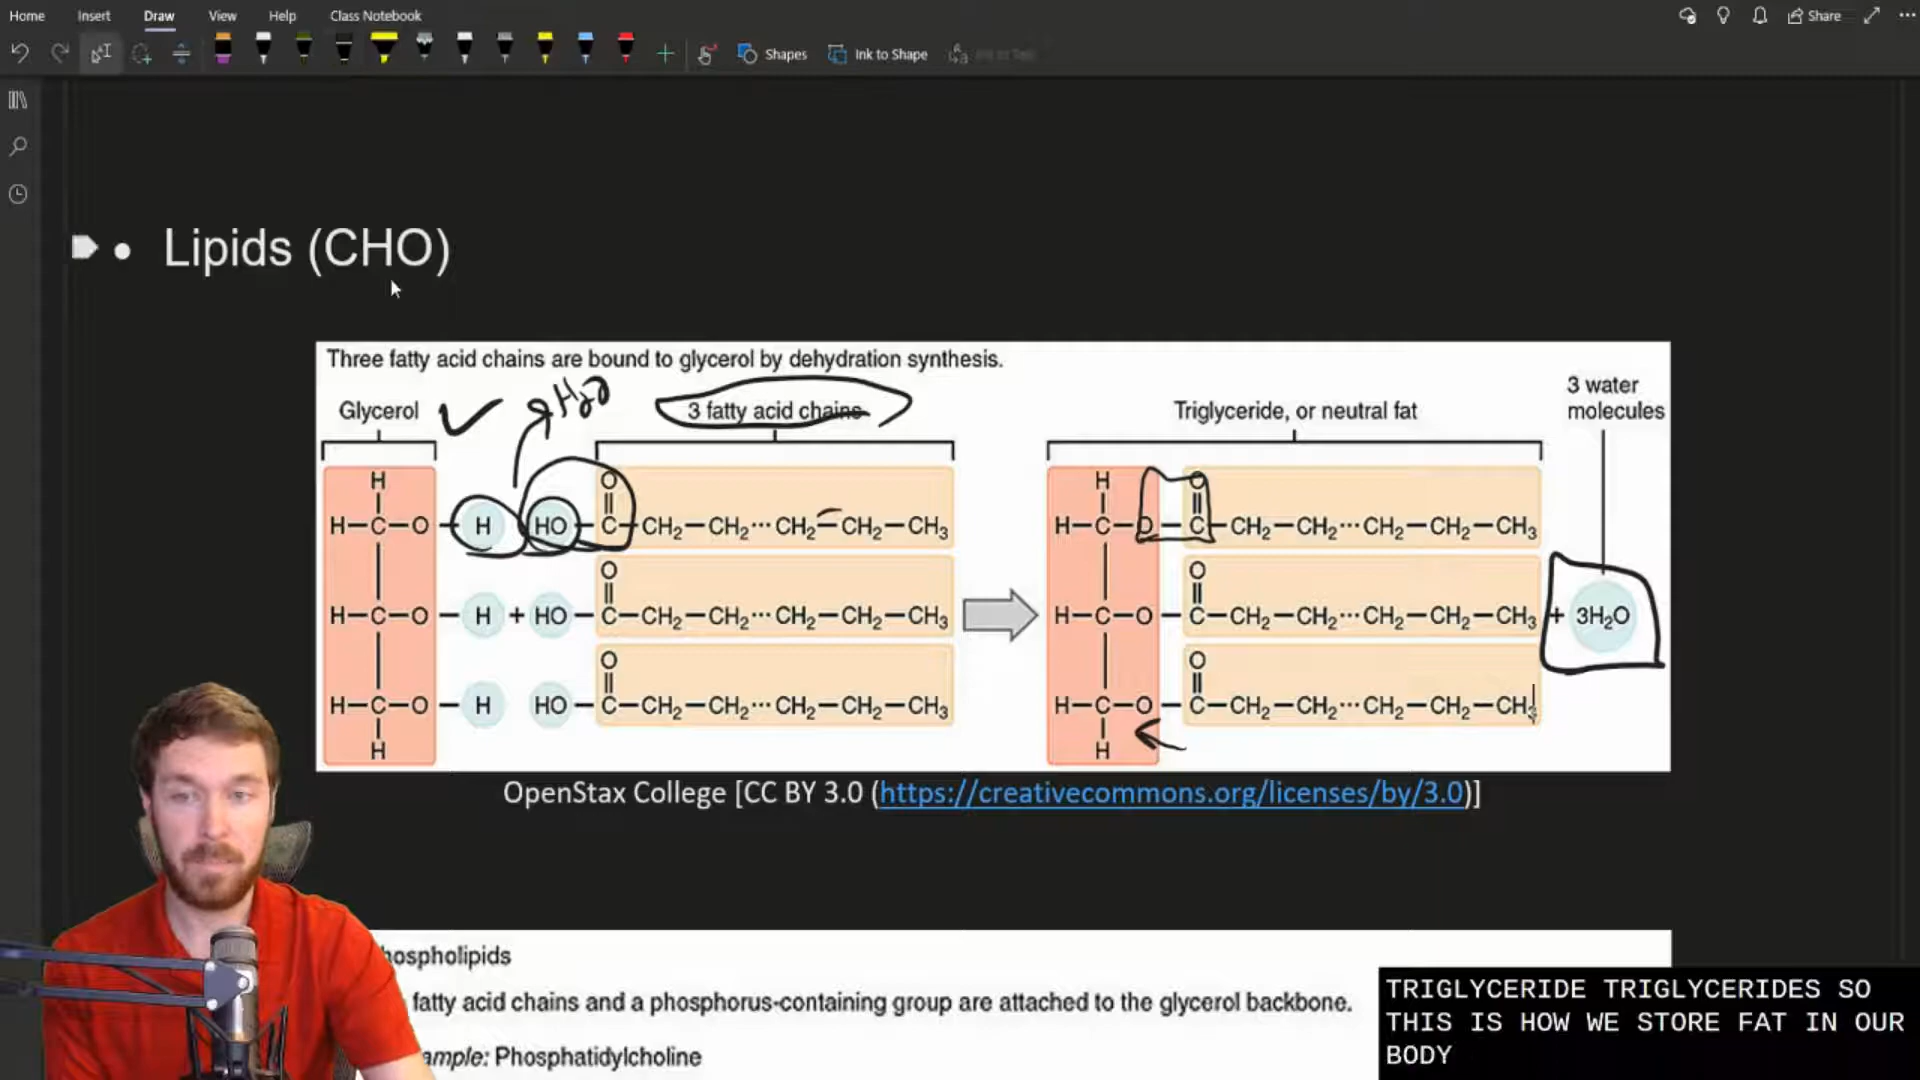 Home Insert Draw View Help Class Notebook Share
Shapes Ink to Shape
• Lipids (CHO)
Three fatty acid chains are bound to glycerol by dehydration synthesis.
H₂O
3 water
molecules
Glycerol 3 fatty acid chains Triglyceride, or neutral fat
H O H O
H—C—O—H HO—C—CH₂—CH₂···CH₂—CH₂—CH₃ H—C—O—C—CH₂—CH₂···CH₂—CH₂—CH₃
O O
H—C—O—H + HO—C—CH₂—CH₂···CH₂—CH₂—CH₃ H—C—O—C—CH₂—CH₂···CH₂—CH₂—CH₃ + 3H₂O
O O
H—C—O—H HO—C—CH₂—CH₂···CH₂—CH₂—CH₃ H—C—O—C—CH₂—CH₂···CH₂—CH₂—CH₃
H H
OpenStax College [CC BY 3.0 (https://creativecommons.org/licenses/by/3.0)]
hospholipids
fatty acid chains and a phosphorus-containing group are attached to the glycerol backbone.
ample: Phosphatidylcholine
TRIGLYCERIDE TRIGLYCERIDES SO
THIS IS HOW WE STORE FAT IN OUR
BODY